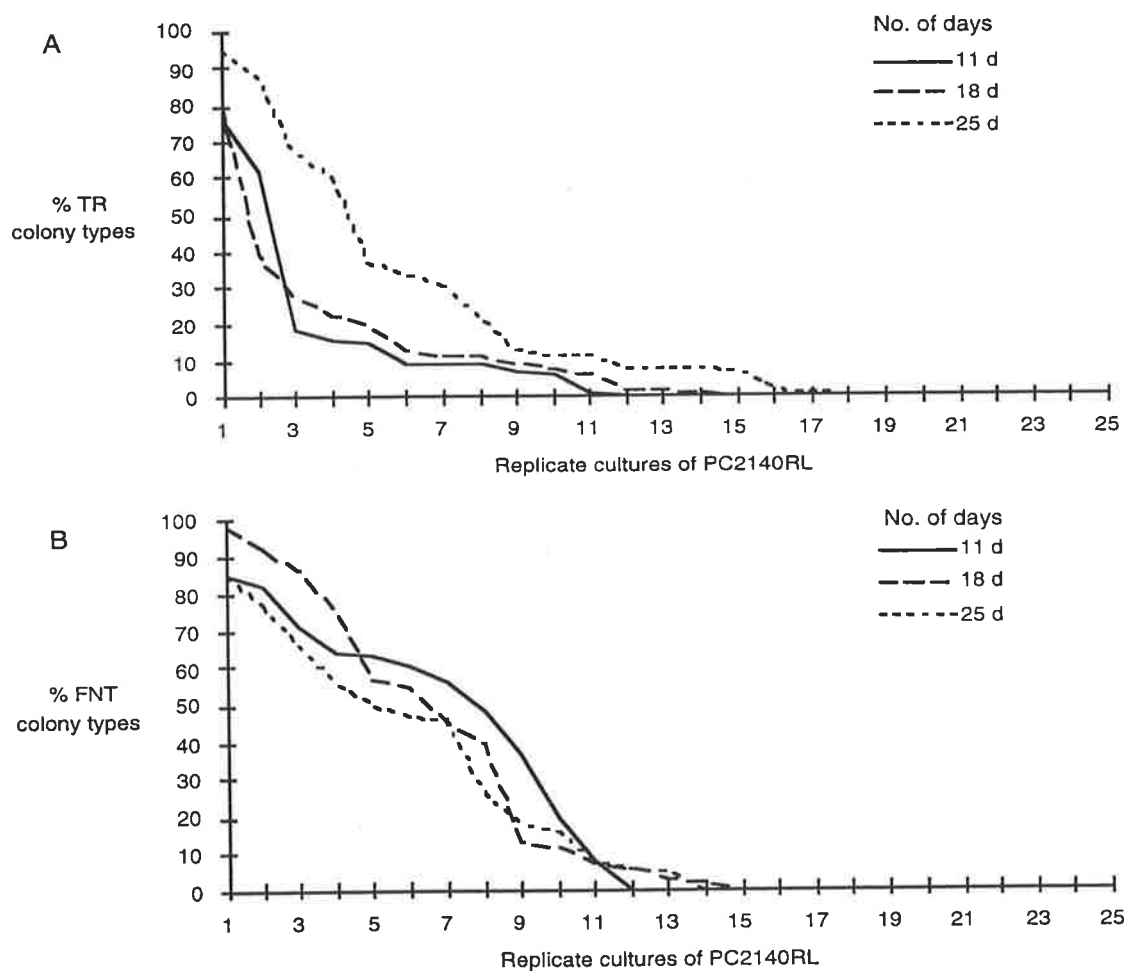 A
100
90
80
70
60
50
40
30
20
10
0
% TR
colony types
No. of days
11 d
18 d
25 d
1 3 5 7 9 11 13 15 17 19 21 23 25
Replicate cultures of PC2140RL
B
100
90
80
70
60
50
40
30
20
10
0
% FNT
colony types
No. of days
11 d
18 d
25 d
1 3 5 7 9 11 13 15 17 19 21 23 25
Replicate cultures of PC2140RL